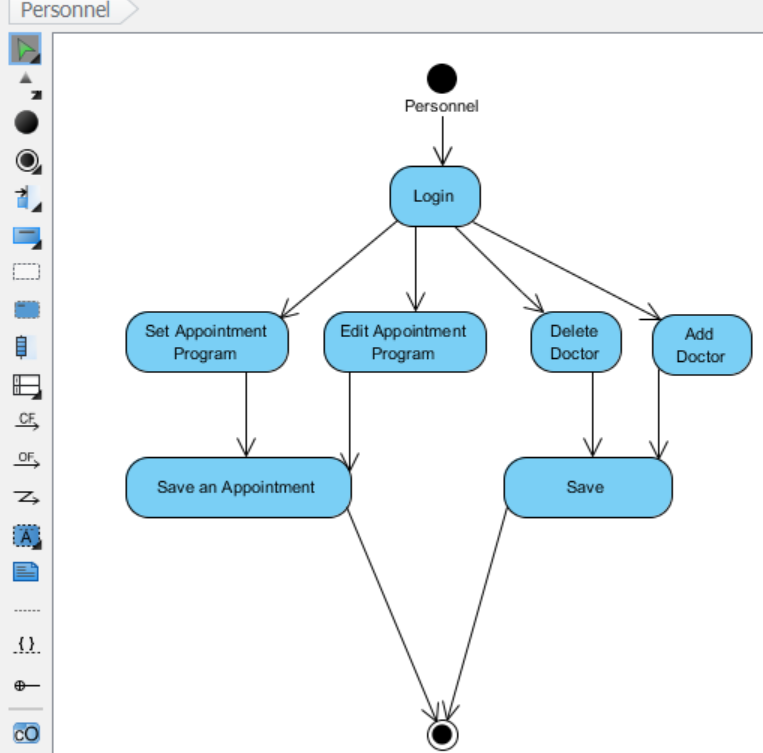 Personnel
Personnel
Login
Set Appointment
Program
Edit Appointment
Program
Delete
Doctor
Add
Doctor
Save an Appointment
Save
CF
OF
A
{}
cO